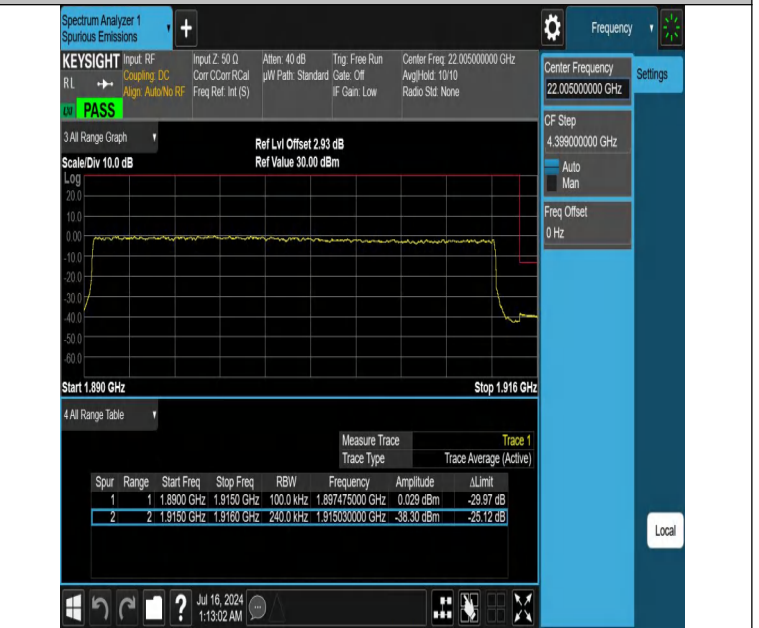 Spectrum Analyzer 1
Spurious Emissions
+
Frequency
KEYSIGHT Input: RF Input Z: 50 Ω Atten: 40 dB Trig: Free Run Center Freq: 22.005000000 GHz
RL Coupling: DC Corr CCorr RCal µW Path: Standard Gate: Off Avg|Hold: 10/10
Align: Auto/No RF Freq Ref: Int (S) IF Gain: Low Radio Std: None
PASS
Center Frequency
22.005000000 GHz
Settings
CF Step
4.399000000 GHz
Auto
Man
Freq Offset
0 Hz
3 All Range Graph
Ref Lvl Offset 2.93 dB
Scale/Div 10.0 dB Ref Value 30.00 dBm
Log
20.0
10.0
0.00
-10.0
-20.0
-30.0
-40.0
-50.0
-60.0
Start 1.890 GHz Stop 1.916 GHz
4 All Range Table
Measure Trace Trace 1
Trace Type Trace Average (Active)
Spur Range Start Freq Stop Freq RBW Frequency Amplitude ΔLimit
1 1 1.8900 GHz 1.9150 GHz 100.0 kHz 1.897475000 GHz 0.029 dBm -29.97 dB
2 2 1.9150 GHz 1.9160 GHz 240.0 kHz 1.915030000 GHz -38.30 dBm -25.12 dB
Local
? Jul 16, 2024
1:13:02 AM